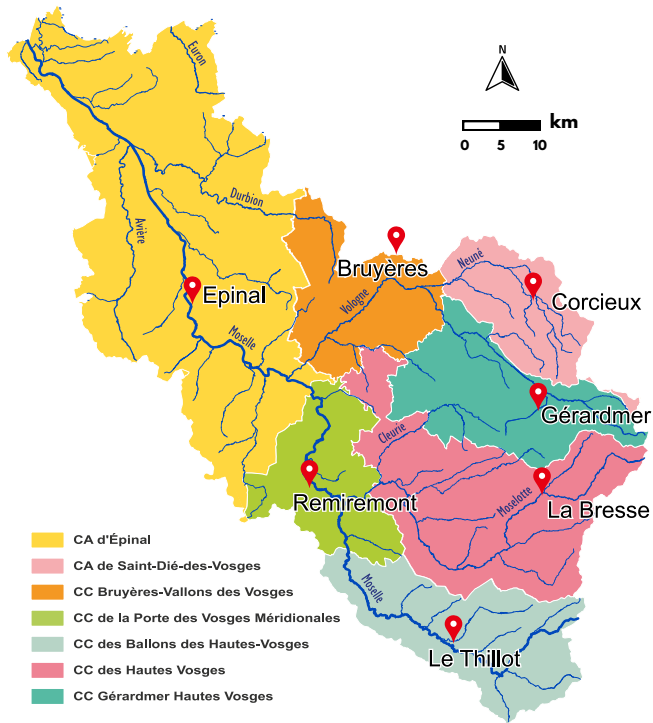 Euron
N
km
0 5 10
Durbion
Avière
Bruyères
Neuné
Epinal
Vologne
Corcieux
Moselle
Gérardmer
Cleurie
Remiremont
Moselotte
La Bresse
CA d'Épinal
CA de Saint-Dié-des-Vosges
CC Bruyères-Vallons des Vosges
CC de la Porte des Vosges Méridionales
CC des Ballons des Hautes-Vosges
CC des Hautes Vosges
CC Gérardmer Hautes Vosges
Moselle
Le Thillot